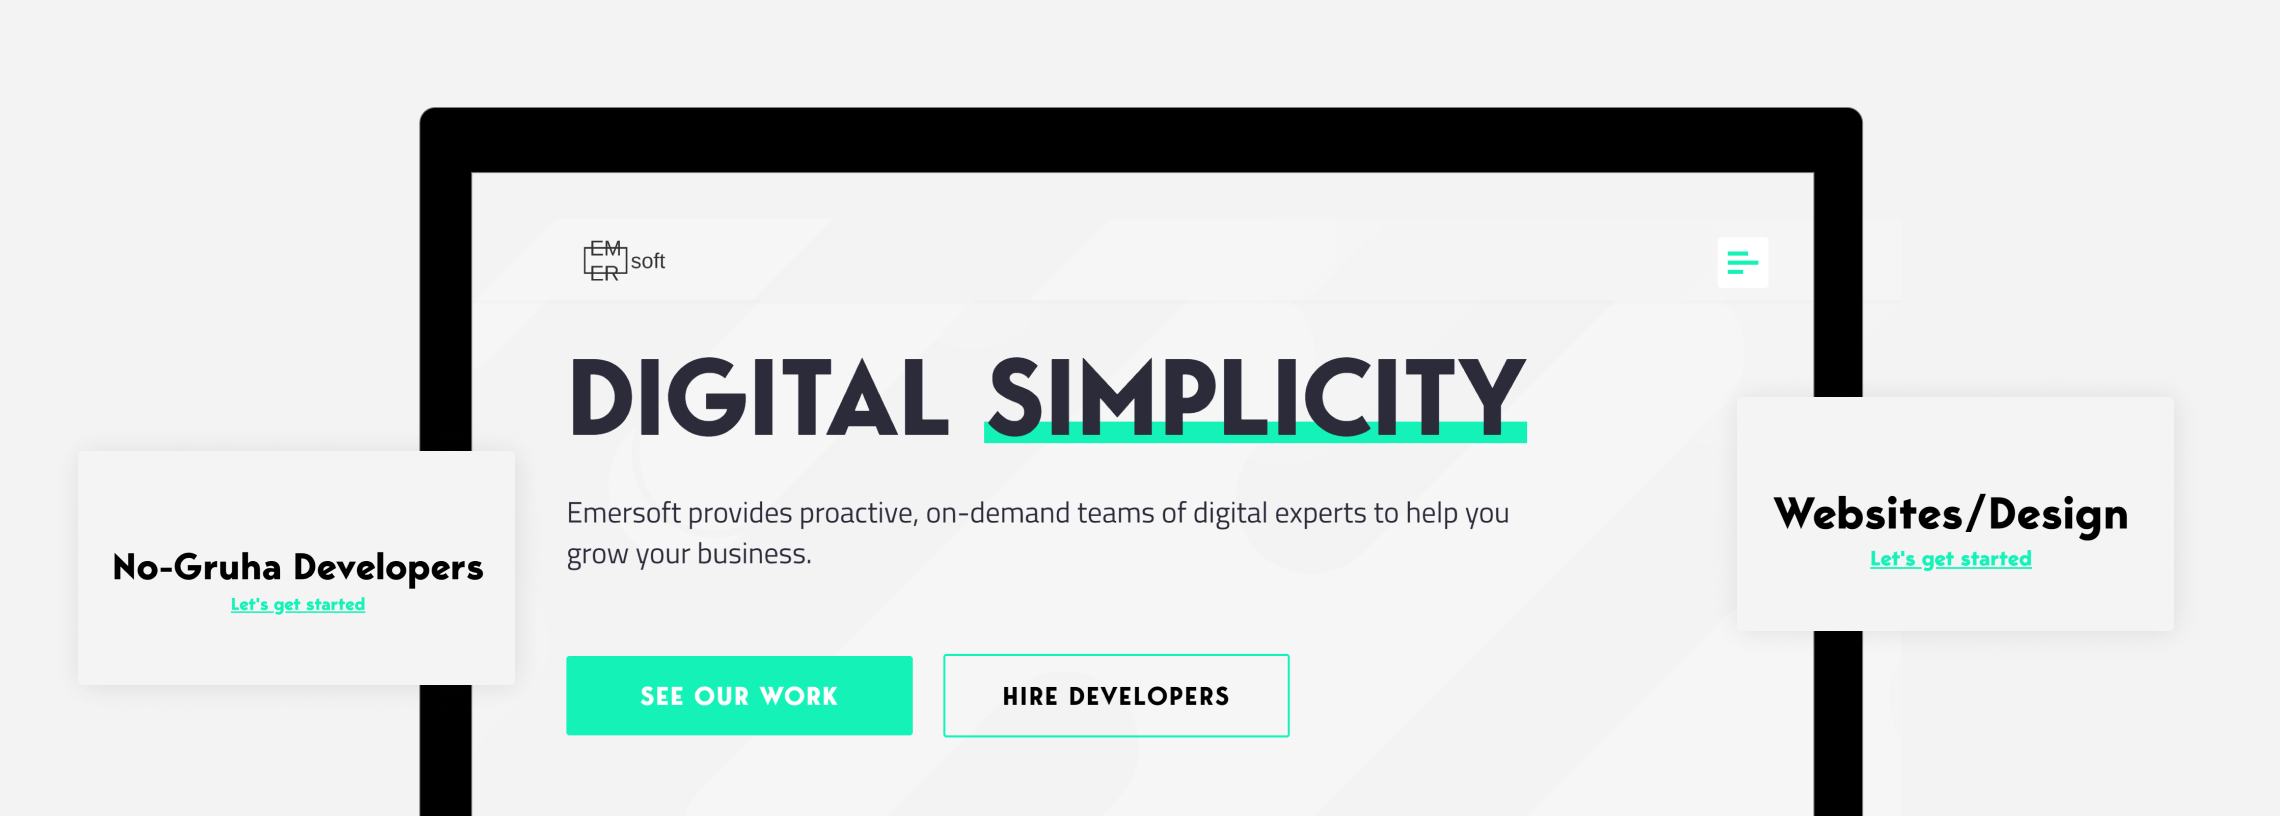 EM
ER
soft
DIGITAL SIMPLICITY
Emersoft provides proactive, on-demand teams of digital experts to help you
grow your business.
SEE OUR WORK
HIRE DEVELOPERS
No-Gruha Developers
Let's get started
Websites/Design
Let's get started